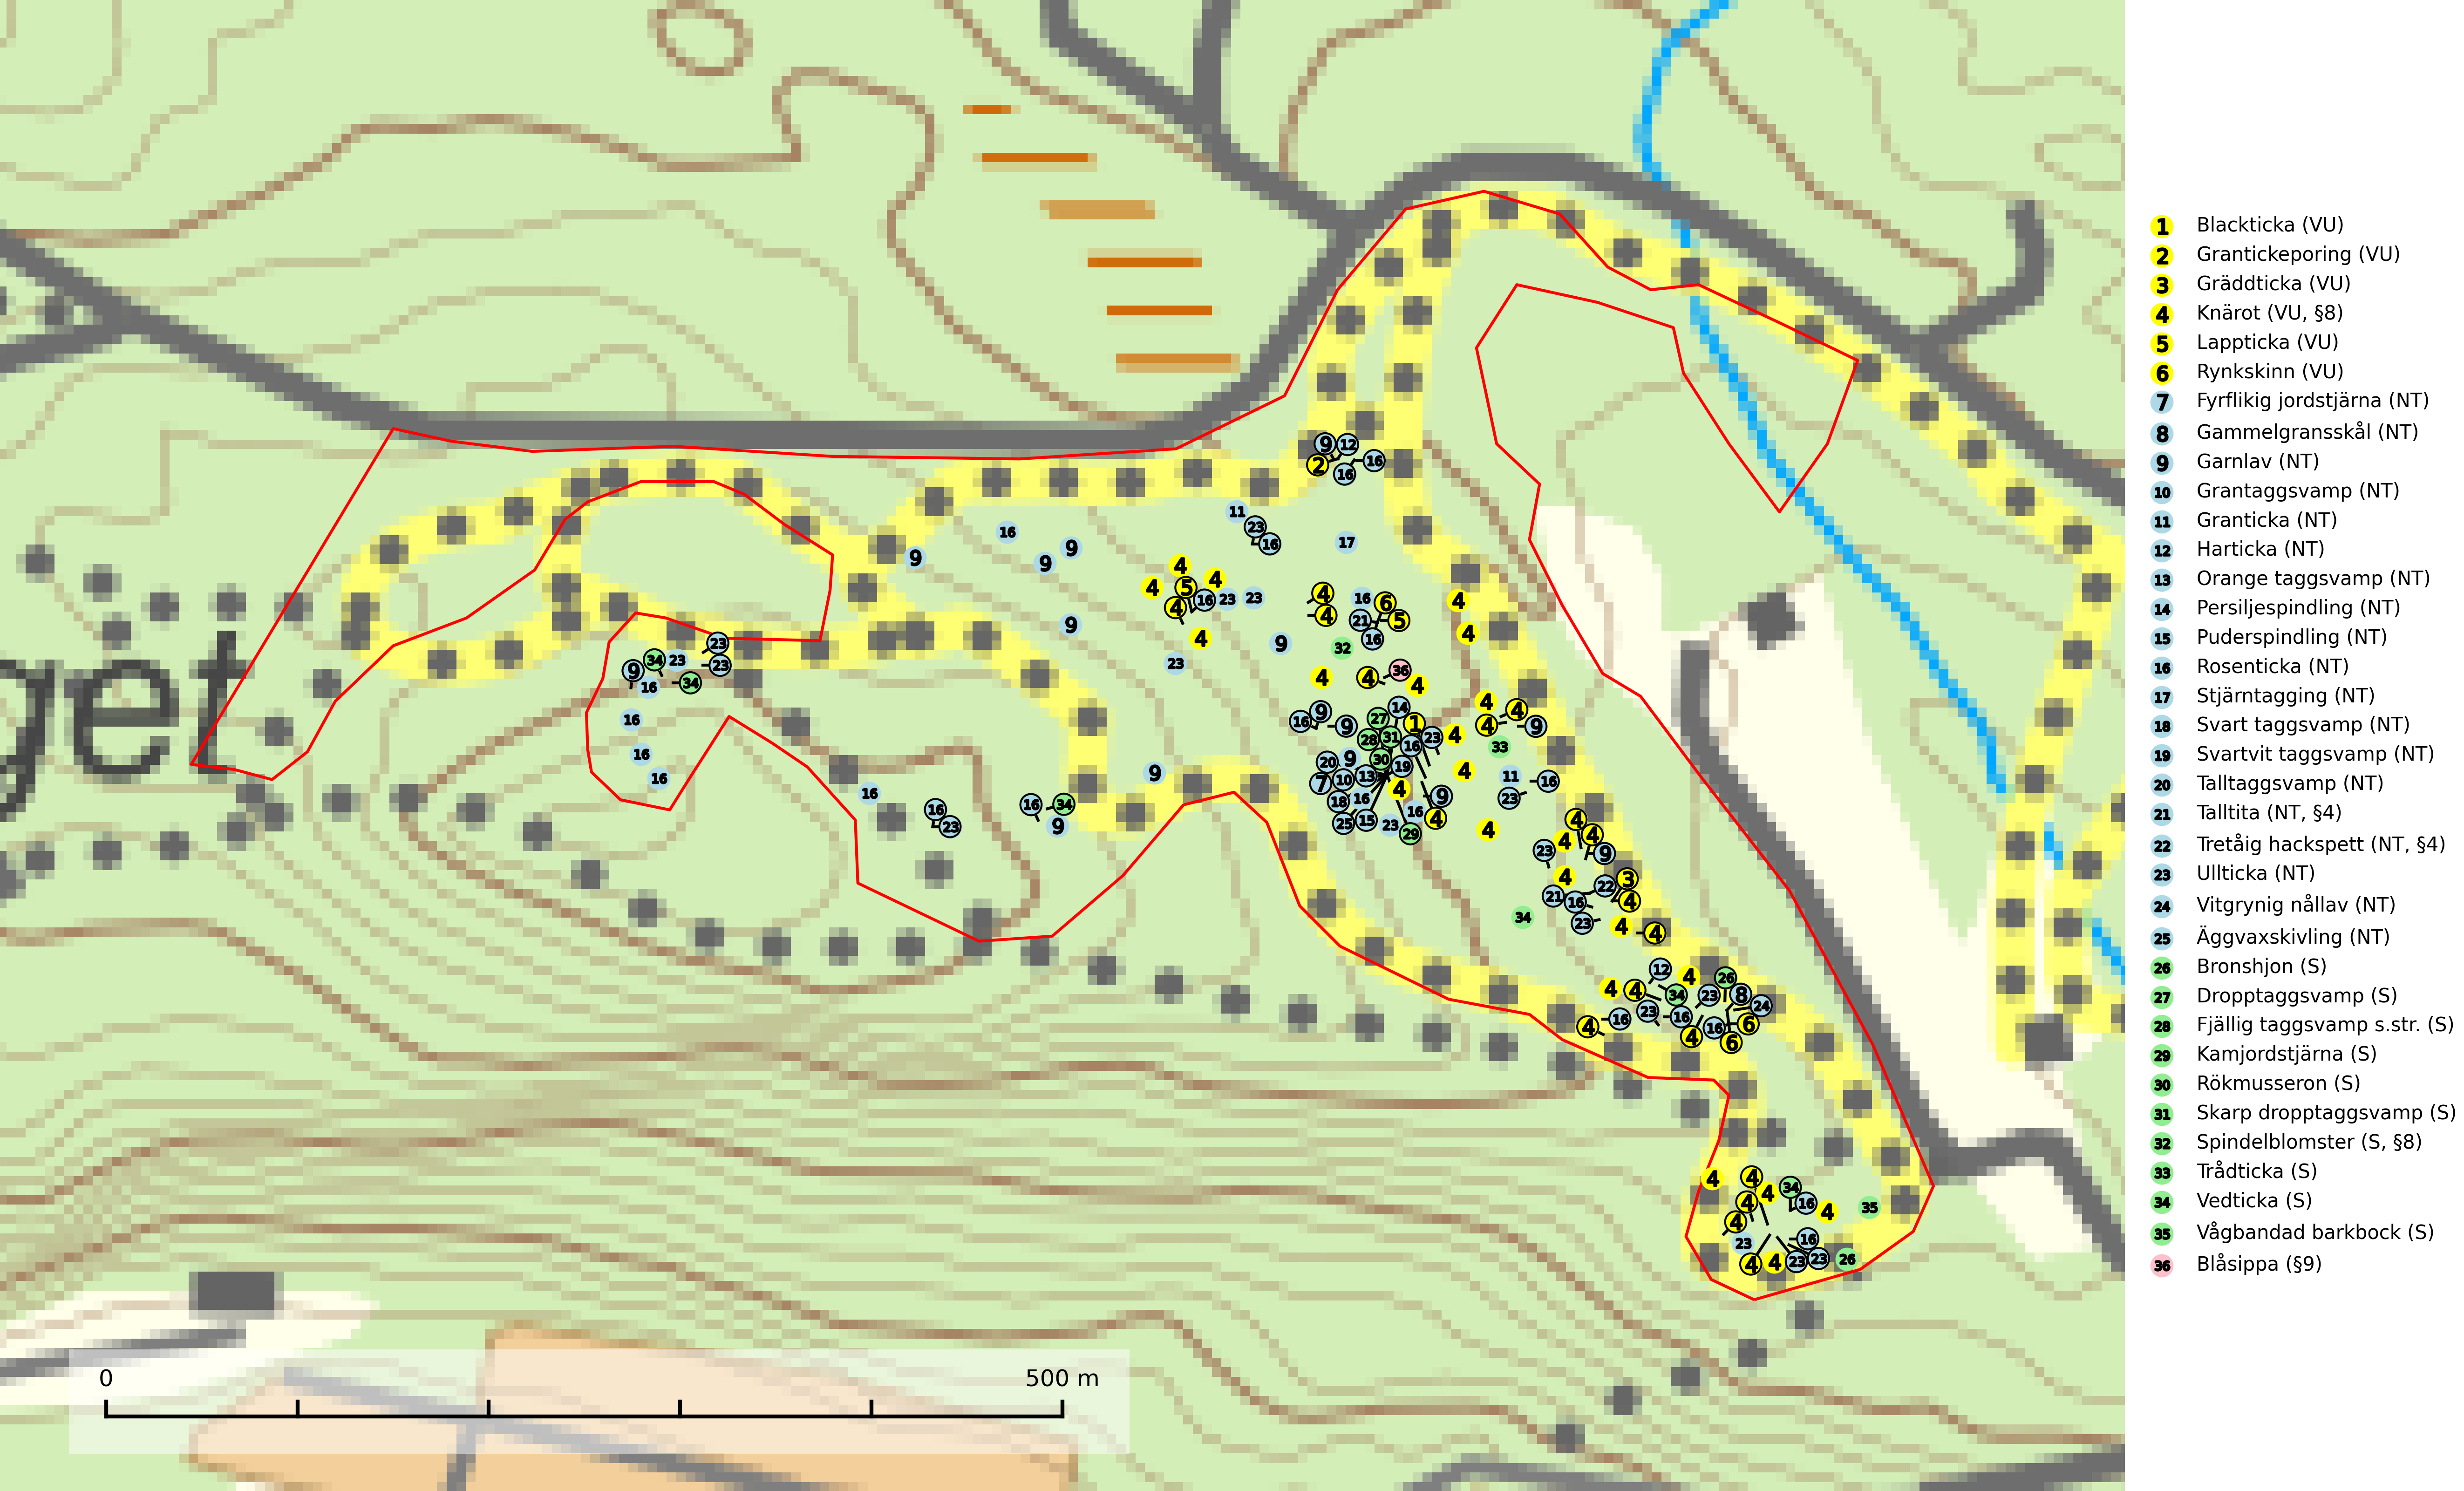 get
0 500 m
1 Blackticka (VU)
2 Grantickeporing (VU)
3 Gräddticka (VU)
4 Knärot (VU, §8)
5 Lappticka (VU)
6 Rynkskinn (VU)
7 Fyrflikig jordstjärna (NT)
8 Gammelgransskål (NT)
9 Garnlav (NT)
10 Grantaggsvamp (NT)
11 Granticka (NT)
12 Harticka (NT)
13 Orange taggsvamp (NT)
14 Persiljespindling (NT)
15 Puderspindling (NT)
16 Rosenticka (NT)
17 Stjärntagging (NT)
18 Svart taggsvamp (NT)
19 Svartvit taggsvamp (NT)
20 Talltaggsvamp (NT)
21 Talltita (NT, §4)
22 Tretåig hackspett (NT, §4)
23 Ullticka (NT)
24 Vitgrynig nållav (NT)
25 Äggvaxskivling (NT)
26 Bronshjon (S)
27 Dropptaggsvamp (S)
28 Fjällig taggsvamp s.str. (S)
29 Kamjordstjärna (S)
30 Rökmusseron (S)
31 Skarp dropptaggsvamp (S)
32 Spindelblomster (S, §8)
33 Trådticka (S)
34 Vedticka (S)
35 Vågbandad barkbock (S)
36 Blåsippa (§9)